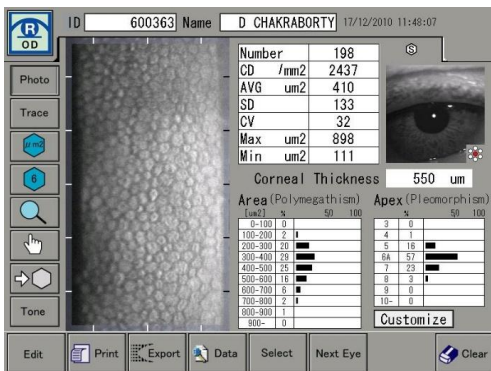 R
OD
ID 600363 Name D CHAKRABORTY 17/12/2010 11:48:07
Photo
Trace
μm2
6
Tone
S
Number 198
CD /mm2 2437
AVG um2 410
SD 133
CV 32
Max um2 898
Min um2 111
Corneal Thickness 550 um
Area(Polymegathism)
[um2] % 50 100
0-100 0
100-200 2
200-300 20
300-400 29
400-500 25
500-600 16
600-700 6
700-800 2
800-900 1
900- 0
Apex(Pleomorphism)
% 50 100
3 0
4 1
5 16
6A 57
7 23
8 3
9 0
10- 0
Customize
Edit Print Export Data Select Next Eye Clear